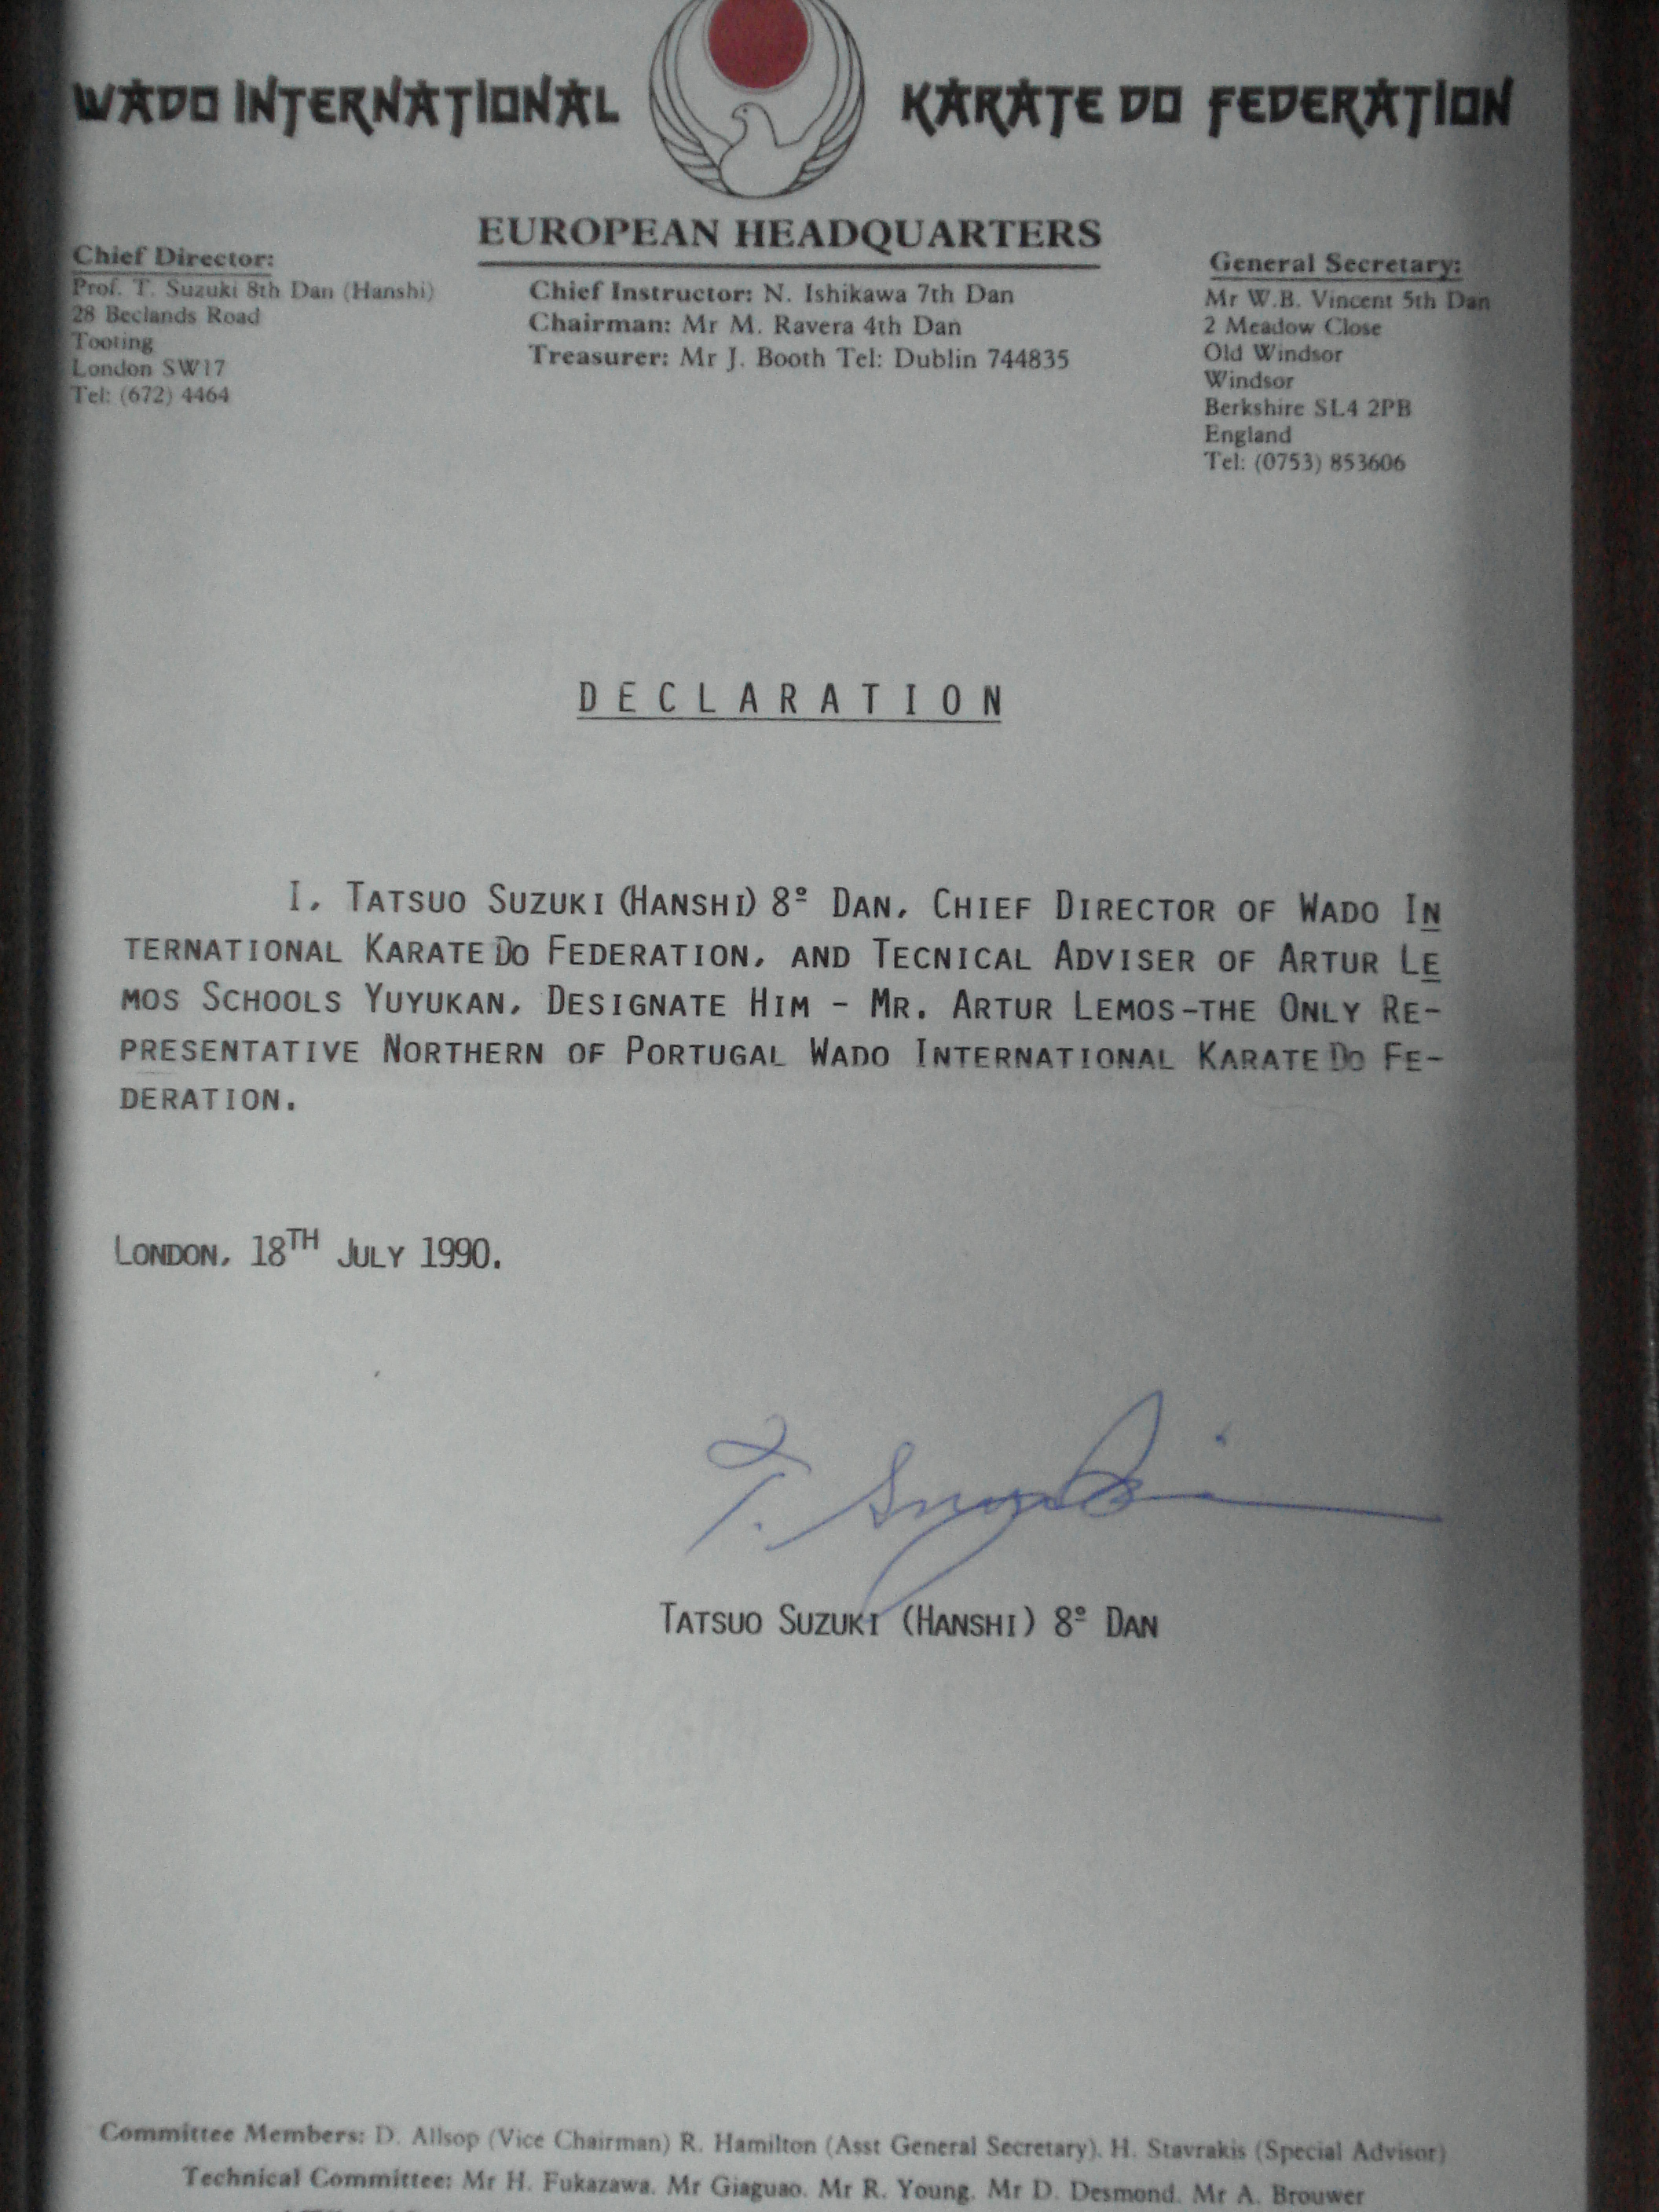 WADO INTERNATIONAL KARATE DO FEDERATION
EUROPEAN HEADQUARTERS
Chief Director:
Prof. T. Suzuki 8th Dan (Hanshi)
28 Beclands Road
Tooting
London SW17
Tel: (672) 4464
Chief Instructor: N. Ishikawa 7th Dan
Chairman: Mr M. Ravera 4th Dan
Treasurer: Mr J. Booth Tel: Dublin 744835
General Secretary:
Mr W.B. Vincent 5th Dan
2 Meadow Close
Old Windsor
Windsor
Berkshire SL4 2PB
England
Tel: (0753) 853606
DECLARATION
I, TATSUO SUZUKI (HANSHI) 8º DAN, CHIEF DIRECTOR OF WADO IN
TERNATIONAL KARATE DO FEDERATION, AND TECNICAL ADVISER OF ARTUR LE
MOS SCHOOLS YUYUKAN, DESIGNATE HIM - MR. ARTUR LEMOS-THE ONLY RE-
PRESENTATIVE NORTHERN OF PORTUGAL WADO INTERNATIONAL KARATE DO FE-
DERATION.
LONDON, 18TH JULY 1990.
T. Suzuki
TATSUO SUZUKI (HANSHI) 8º DAN
Committee Members: D. Allsop (Vice Chairman) R. Hamilton (Asst General Secretary). H. Stavrakis (Special Advisor)
Technical Committee: Mr H. Fukazawa. Mr Giaguao. Mr R. Young. Mr D. Desmond. Mr A. Brouwer